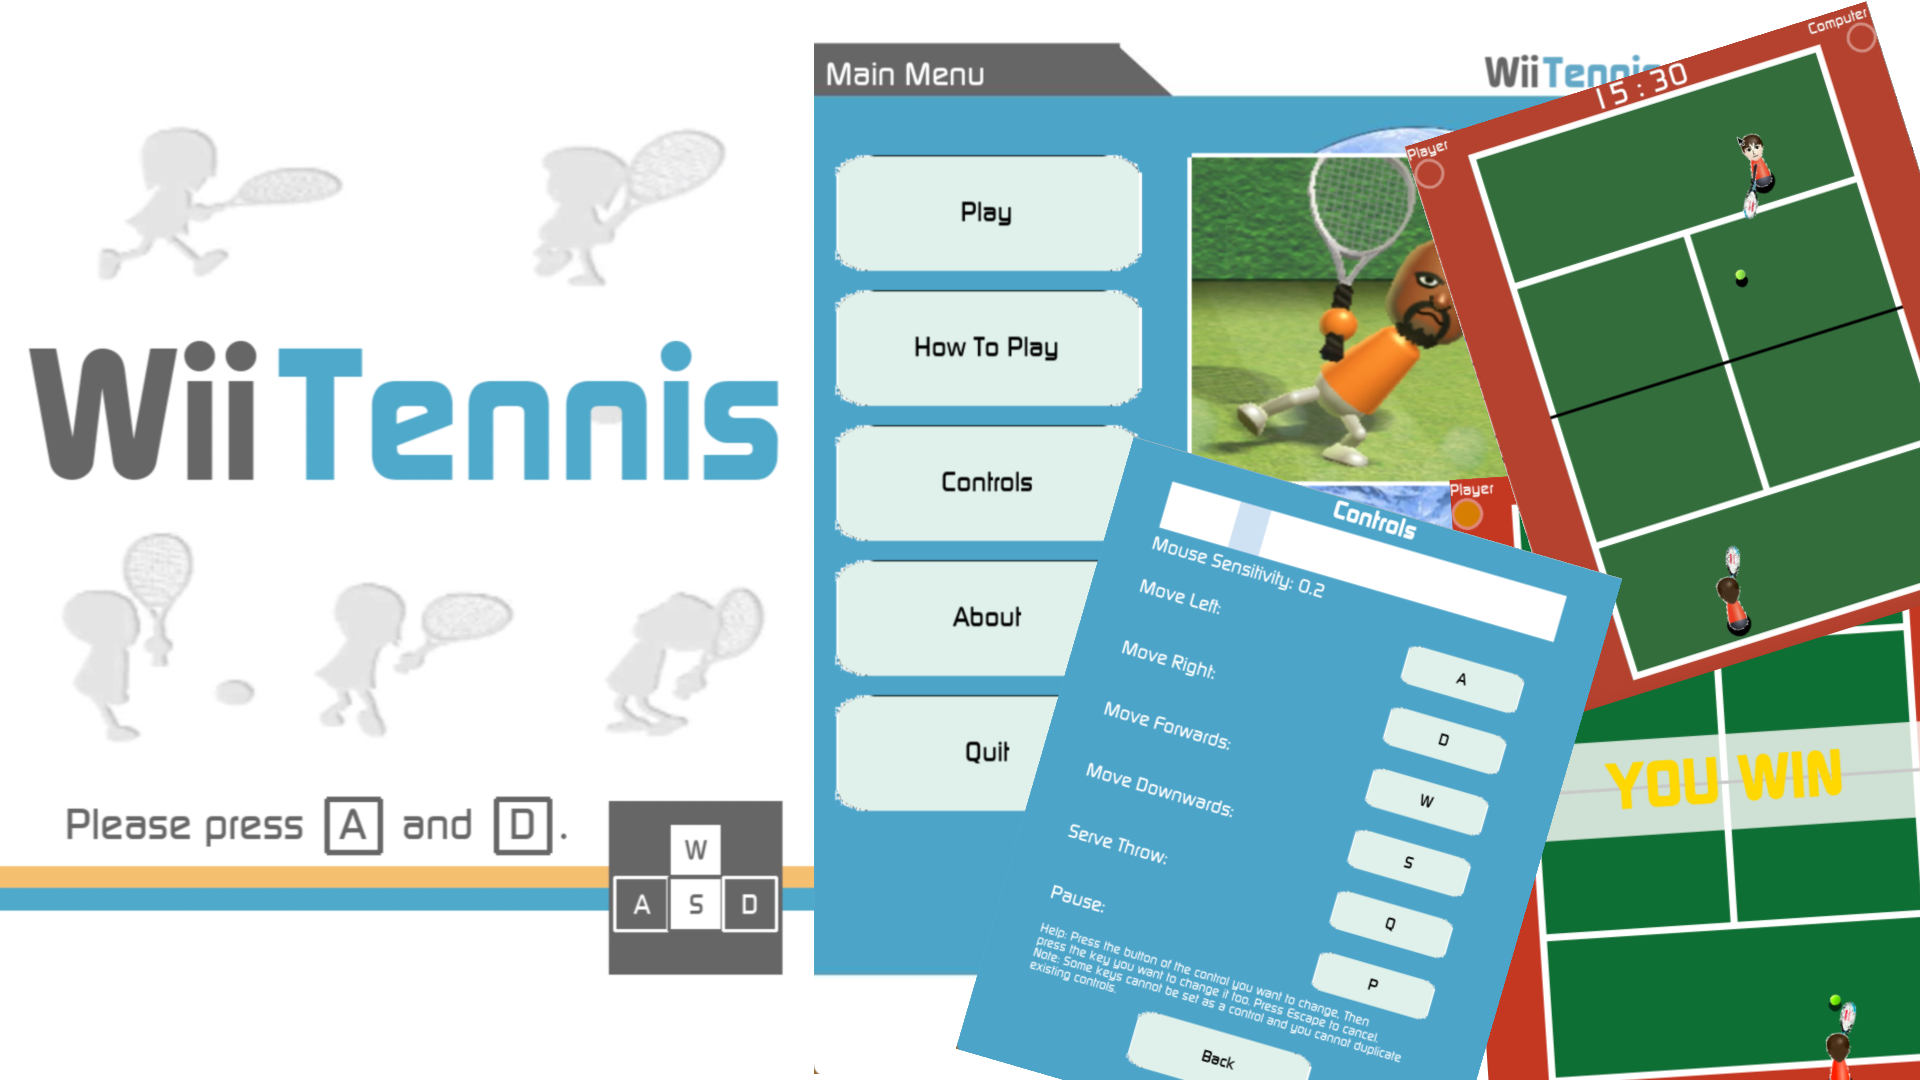 Wii Tennis
Please press A and D.
W
A S D
Main Menu
Wii Tennis
Play
How To Play
Controls
About
Quit
Controls
Mouse Sensitivity: 0.2
Move Left:
A
Move Right:
D
Move Forwards:
W
Move Downwards:
S
Serve Throw:
Q
Pause:
P
Help: Press the button of the control you want to change. Then
press the key you want to change it too. Press Escape to cancel.
Note: Some keys cannot be set as a control and you cannot duplicate
existing controls.
Back
Computer
15:30
Player
Player
YOU WIN